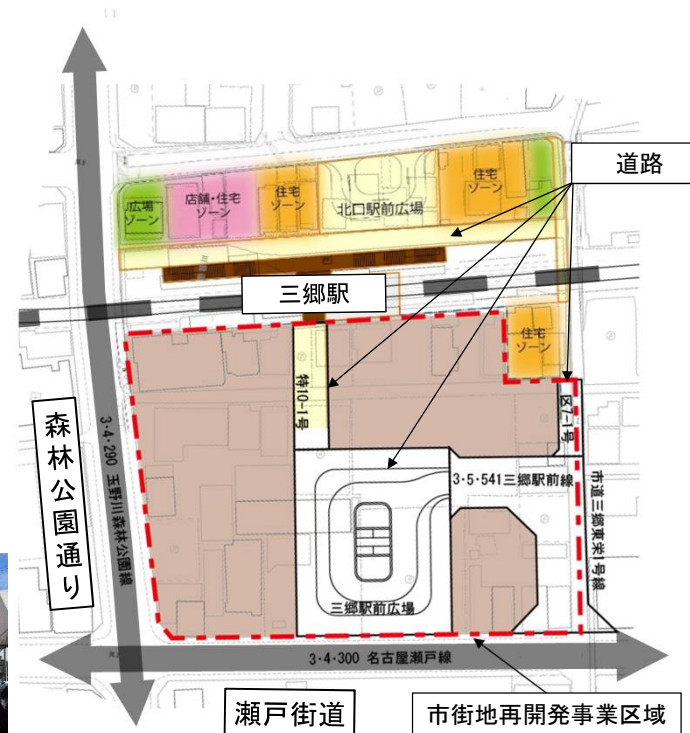 道路
広場
ゾーン
店舗・住宅
ゾーン
住宅
ゾーン
北口駅前広場
住宅
ゾーン
三郷駅
住宅
ゾーン
特10-1号
区7-1号
森林公園通り
3・4・290 玉野川森林公園線
3・5・541三郷駅前線
市道三郷東栄1号線
三郷駅前広場
3・4・300 名古屋瀬戸線
瀬戸街道
市街地再開発事業区域